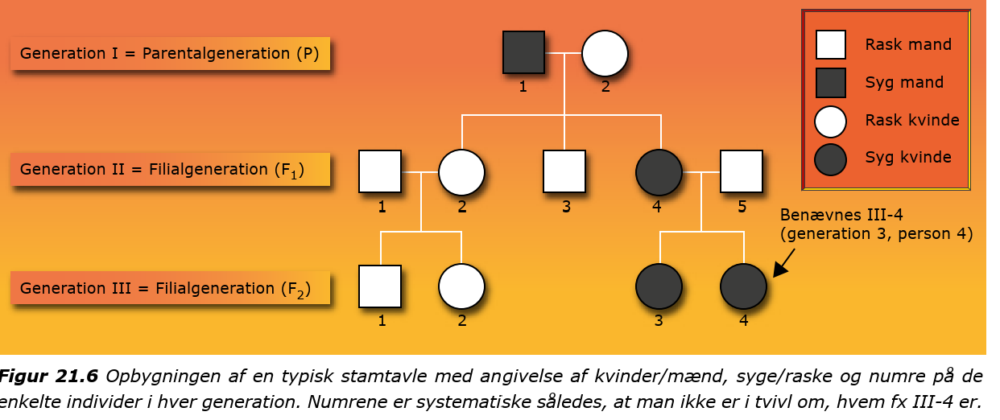 Generation I = Parentalgeneration (P)
1
2
Rask mand
Syg mand
Rask kvinde
Syg kvinde
Generation II = Filialgeneration (F1)
1
2
3
4
5
Benævnes III-4
(generation 3, person 4)
Generation III = Filialgeneration (F2)
1
2
3
4
Figur 21.6 Opbygningen af en typisk stamtavle med angivelse af kvinder/mænd, syge/raske og numre på de
enkelte individer i hver generation. Numrene er systematiske således, at man ikke er i tvivl om, hvem fx III-4 er.